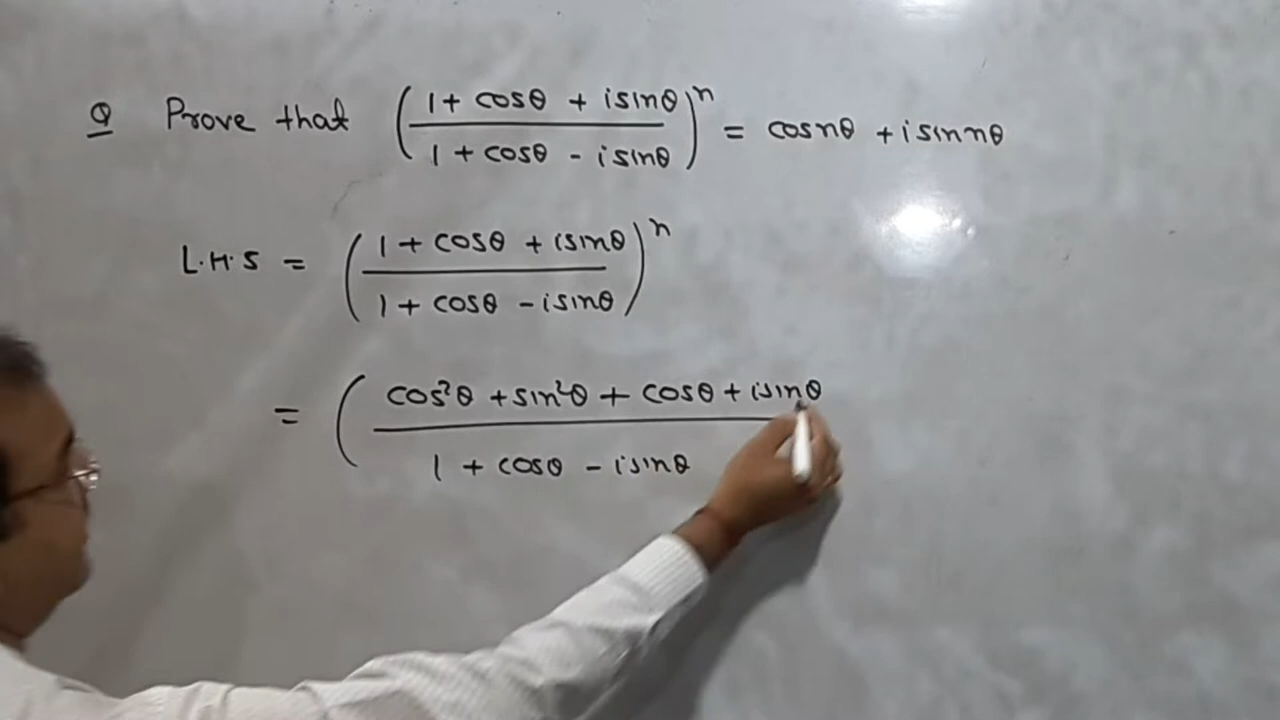 Q Prove that (1 + cosθ + isinθ / 1 + cosθ - isinθ)^n = cosnθ + isinnθ
L.H.S = (1 + cosθ + isinθ / 1 + cosθ - isinθ)^n
= (cos²θ + sin²θ + cosθ + isinθ / 1 + cosθ - isinθ